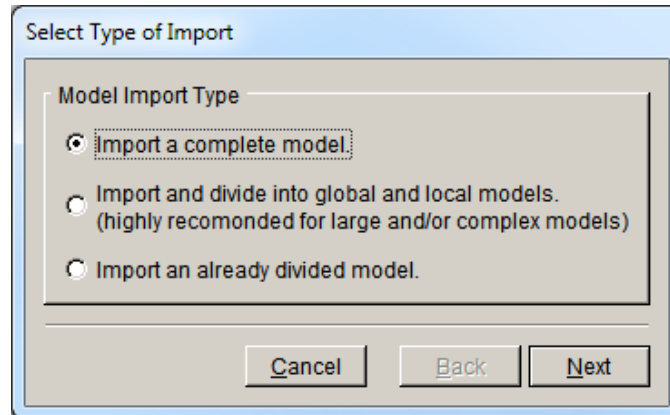 Select Type of Import
Model Import Type
Import a complete model.
Import and divide into global and local models.
(highly recomonded for large and/or complex models)
Import an already divided model.
Cancel
Back
Next